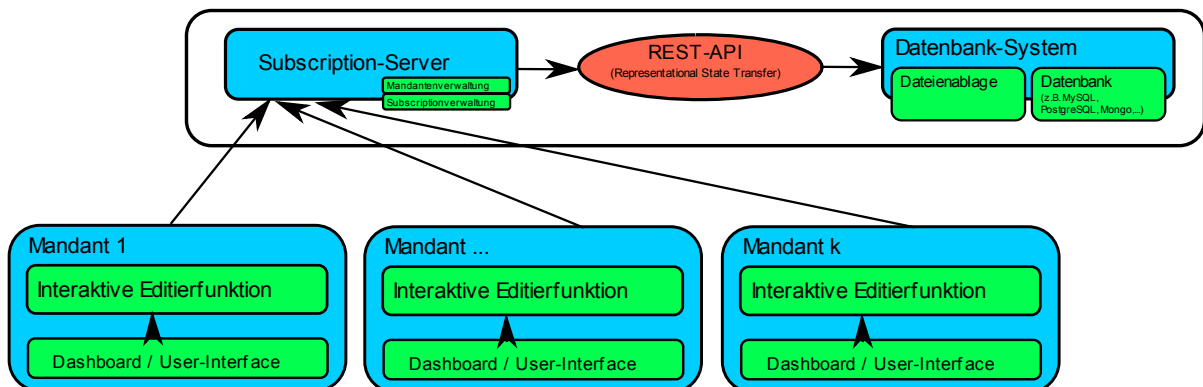 Subscription-Server
Mandantenverwaltung
Subscriptionverwaltung
REST-API
(Representational State Transfer)
Datenbank-System
Dateienablage
Datenbank
(z.B.MySQL,
PostgreSQL, Mongo,..)
Mandant 1
Interaktive Editierfunktion
Dashboard / User-Interface
Mandant ...
Interaktive Editierfunktion
Dashboard / User-Interface
Mandant k
Interaktive Editierfunktion
Dashboard / User-Interface